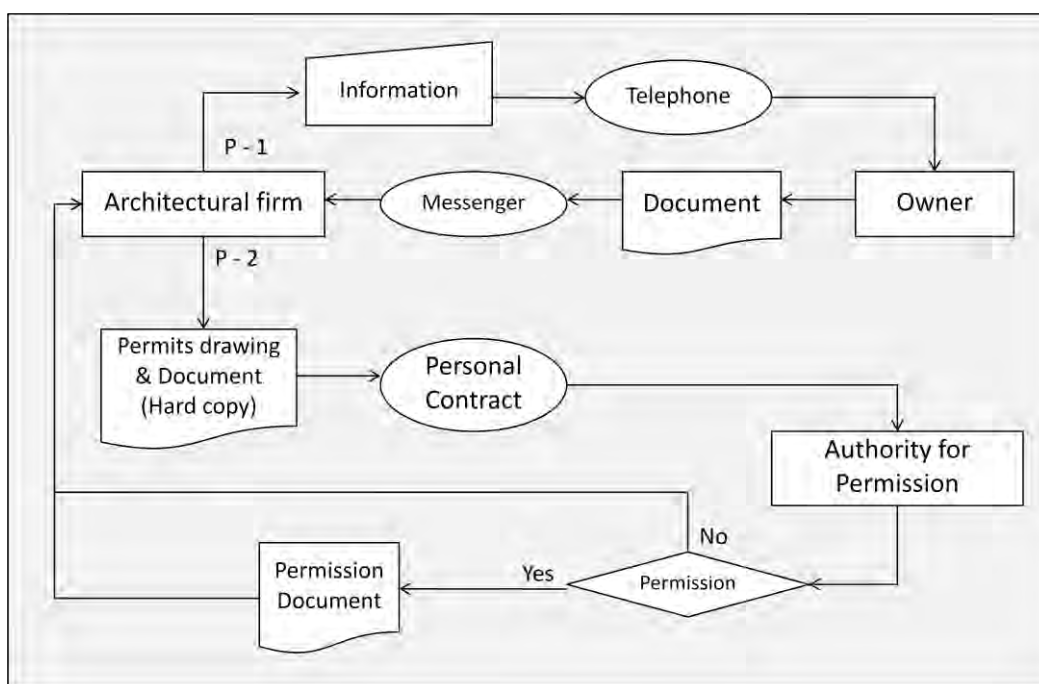 Information
Telephone
P - 1
Architectural firm
Messenger
Document
Owner
P - 2
Permits drawing
& Document
(Hard copy)
Personal
Contract
Authority for
Permission
No
Yes
Permission
Permission
Document